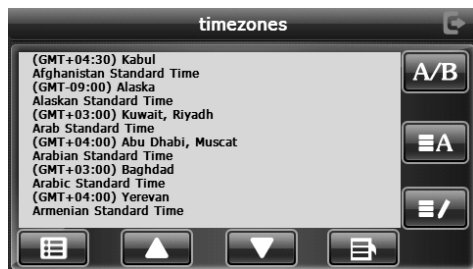 timezones
(GMT+04:30) Kabul
Afghanistan Standard Time
(GMT-09:00) Alaska
Alaskan Standard Time
(GMT+03:00) Kuwait, Riyadh
Arab Standard Time
(GMT+04:00) Abu Dhabi, Muscat
Arabian Standard Time
(GMT+03:00) Baghdad
Arabic Standard Time
(GMT+04:00) Yerevan
Armenian Standard Time
A/B
A